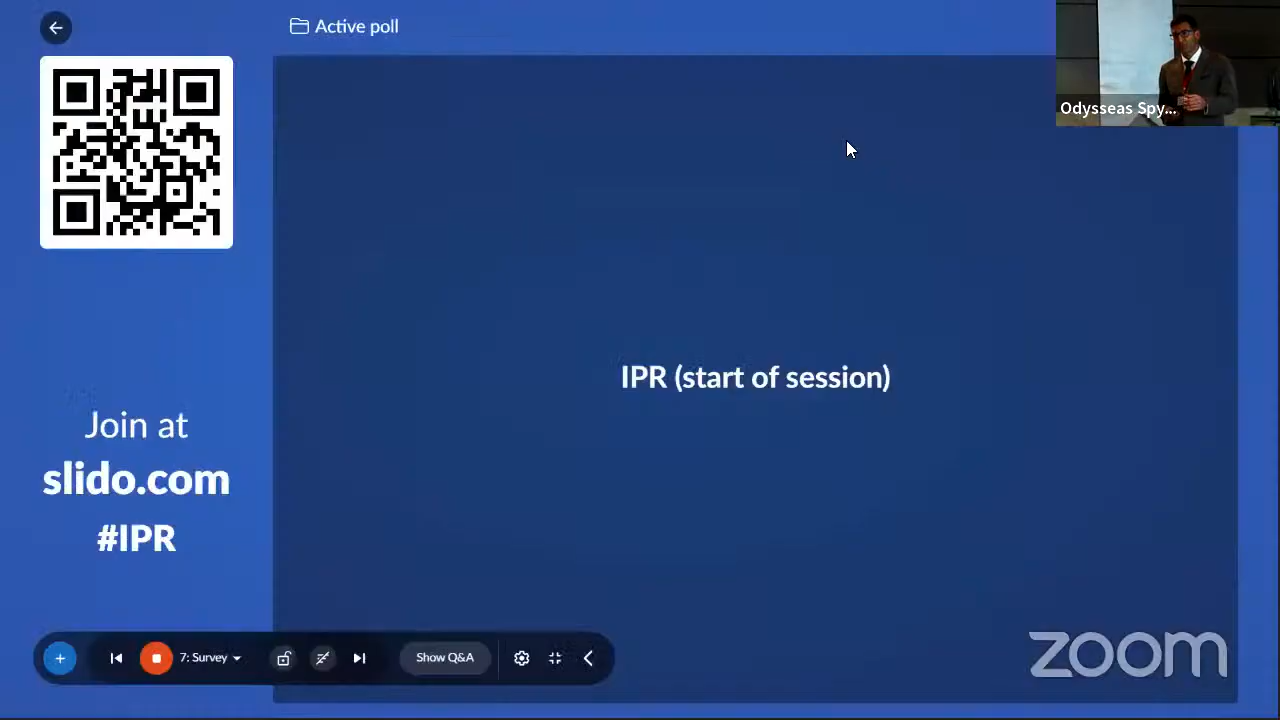 Active poll
Odysseas Spy...
IPR (start of session)
Join at
slido.com
#IPR
7: Survey
Show Q&A
zoom